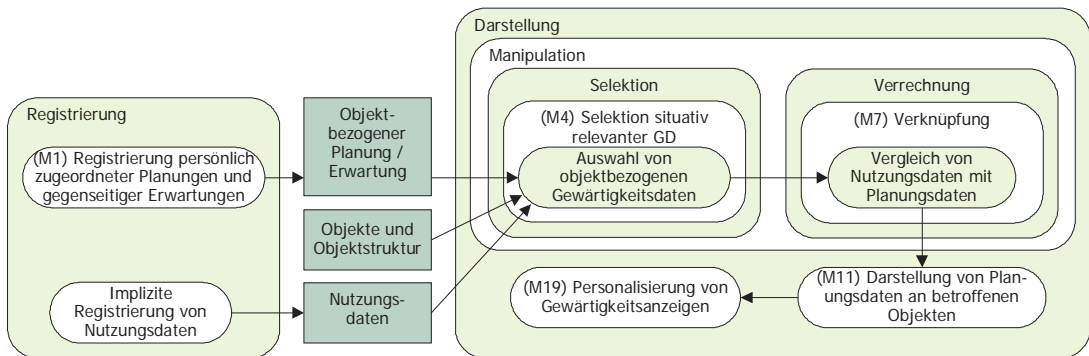 Darstellung
Manipulation
Selektion
Verrechnung
Registrierung
(M1) Registrierung persönlich
zugeordneter Planungen und
gegenseitiger Erwartungen
Implizite
Registrierung von
Nutzungsdaten
Objekt-
bezogener
Planung /
Erwartung
Objekte und
Objektstruktur
Nutzungs-
daten
(M4) Selektion situativ
relevanter GD
Auswahl von
objektbezogenen
Gewärtigkeitsdaten
(M7) Verknüpfung
Vergleich von
Nutzungsdaten mit
Planungsdaten
(M19) Personalisierung von
Gewärtigkeitsanzeigen
(M11) Darstellung von Plan-
ungsdaten an betroffenen
Objekten